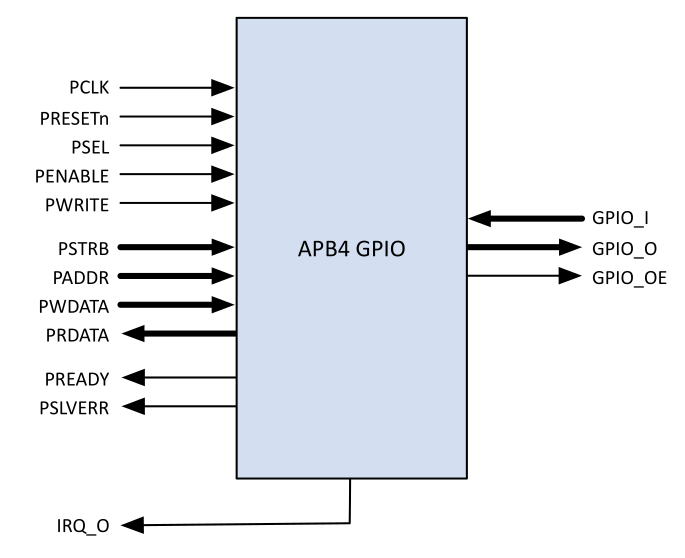 PCLK
PRESETn
PSEL
PENABLE
PWRITE
PSTRB
PADDR
PWDATA
PRDATA
PREADY
PSLVERR
IRQ_O
APB4 GPIO
GPIO_I
GPIO_O
GPIO_OE